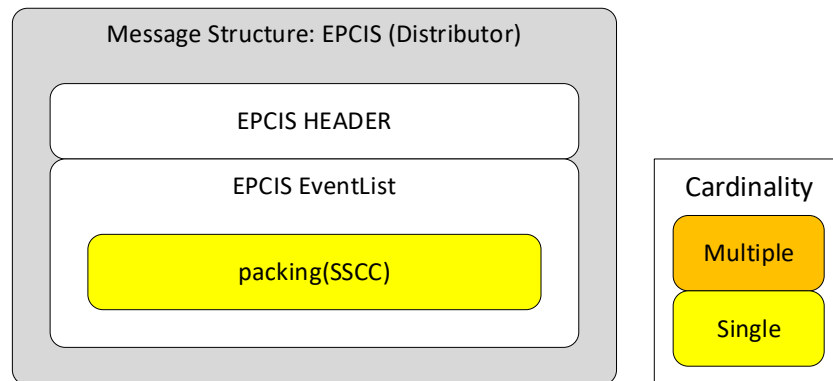 Message Structure: EPCIS (Distributor)
EPCIS HEADER
EPCIS EventList
packing(SSCC)
Cardinality
Multiple
Single